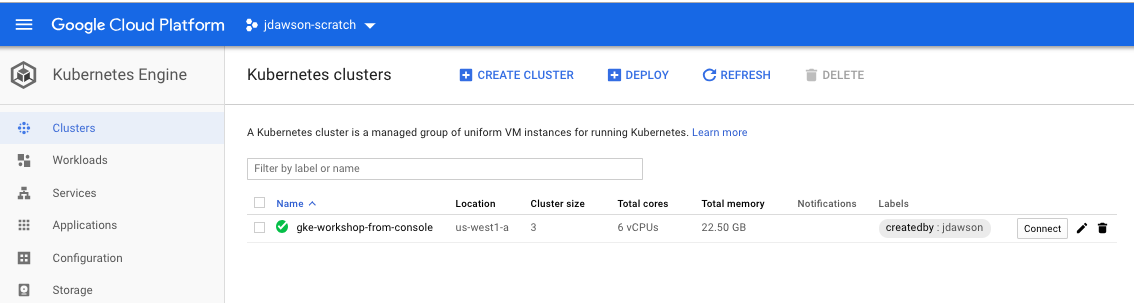 Google Cloud Platform jdawson-scratch
Kubernetes Engine
Kubernetes clusters CREATE CLUSTER DEPLOY REFRESH DELETE
Clusters
Workloads
Services
Applications
Configuration
Storage
A Kubernetes cluster is a managed group of uniform VM instances for running Kubernetes. Learn more
Filter by label or name
Name Location Cluster size Total cores Total memory Notifications Labels
gke-workshop-from-console us-west1-a 3 6 vCPUs 22.50 GB createdby : jdawson Connect